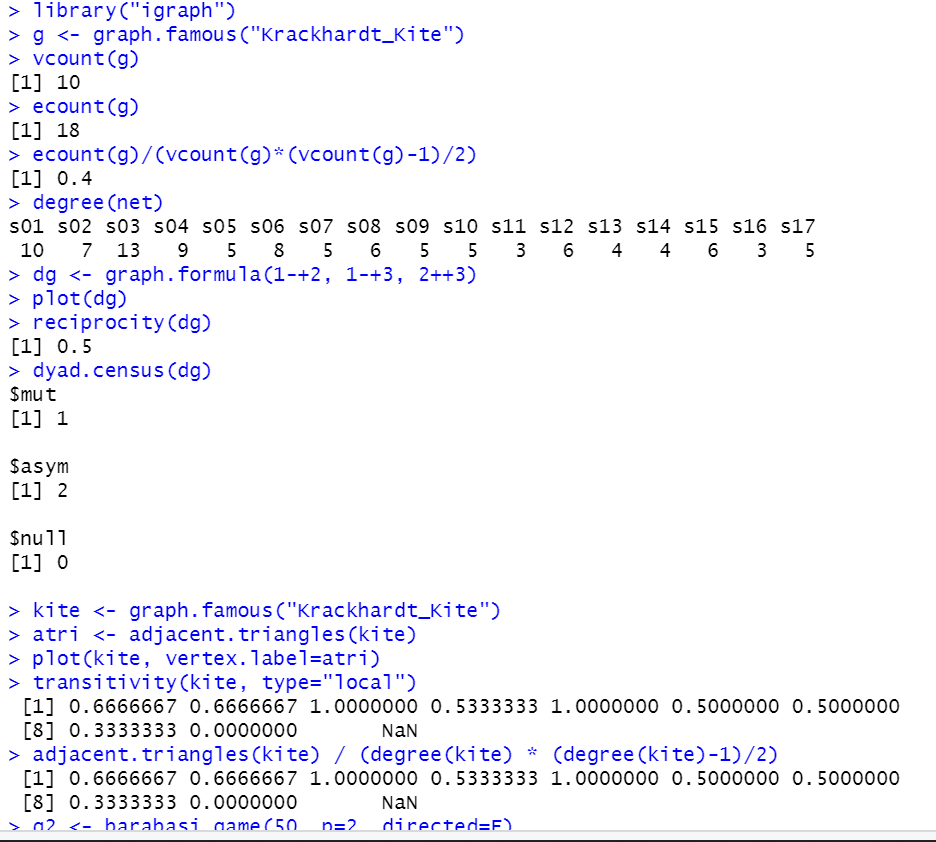 > library("igraph")
> g <- graph.famous("Krackhardt_Kite")
> vcount(g)
[1] 10
> ecount(g)
[1] 18
> ecount(g)/(vcount(g)*(vcount(g)-1)/2)
[1] 0.4
> degree(net)
s01 s02 s03 s04 s05 s06 s07 s08 s09 s10 s11 s12 s13 s14 s15 s16 s17
 10   7  13   9   5   8   5   6   5   5   3   6   4   4   6   3   5
> dg <- graph.formula(1-+2, 1-+3, 2++3)
> plot(dg)
> reciprocity(dg)
[1] 0.5
> dyad.census(dg)
$mut
[1] 1

$asym
[1] 2

$null
[1] 0

> kite <- graph.famous("Krackhardt_Kite")
> atri <- adjacent.triangles(kite)
> plot(kite, vertex.label=atri)
> transitivity(kite, type="local")
 [1] 0.6666667 0.6666667 1.0000000 0.5333333 1.0000000 0.5000000 0.5000000
 [8] 0.3333333 0.0000000       NaN
> adjacent.triangles(kite) / (degree(kite) * (degree(kite)-1)/2)
 [1] 0.6666667 0.6666667 1.0000000 0.5333333 1.0000000 0.5000000 0.5000000
 [8] 0.3333333 0.0000000       NaN
> g2 <- barabasi.game(50, p=2, directed=F)